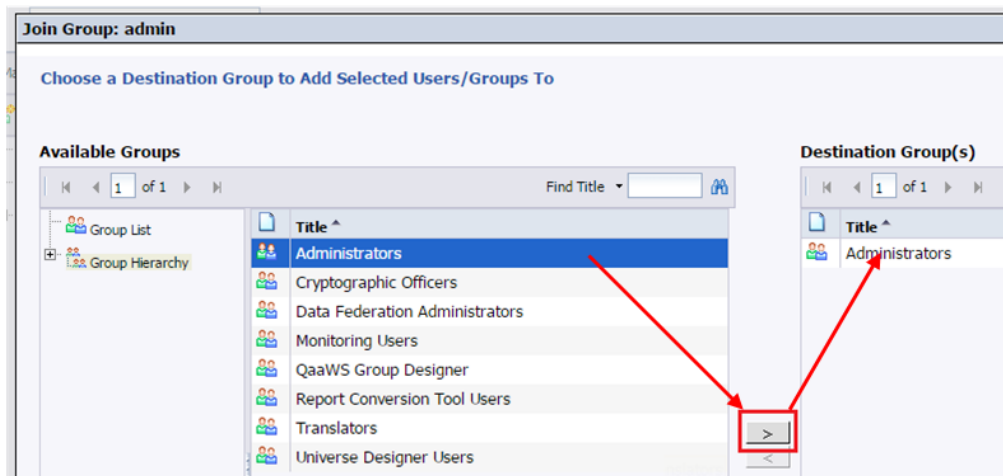 Join Group: admin
Choose a Destination Group to Add Selected Users/Groups To
Available Groups
1 of 1
Find Title
Group List
Group Hierarchy
Title
Administrators
Cryptographic Officers
Data Federation Administrators
Monitoring Users
QaaWS Group Designer
Report Conversion Tool Users
Translators
Universe Designer Users
>
<
Destination Group(s)
1 of 1
Title
Administrators